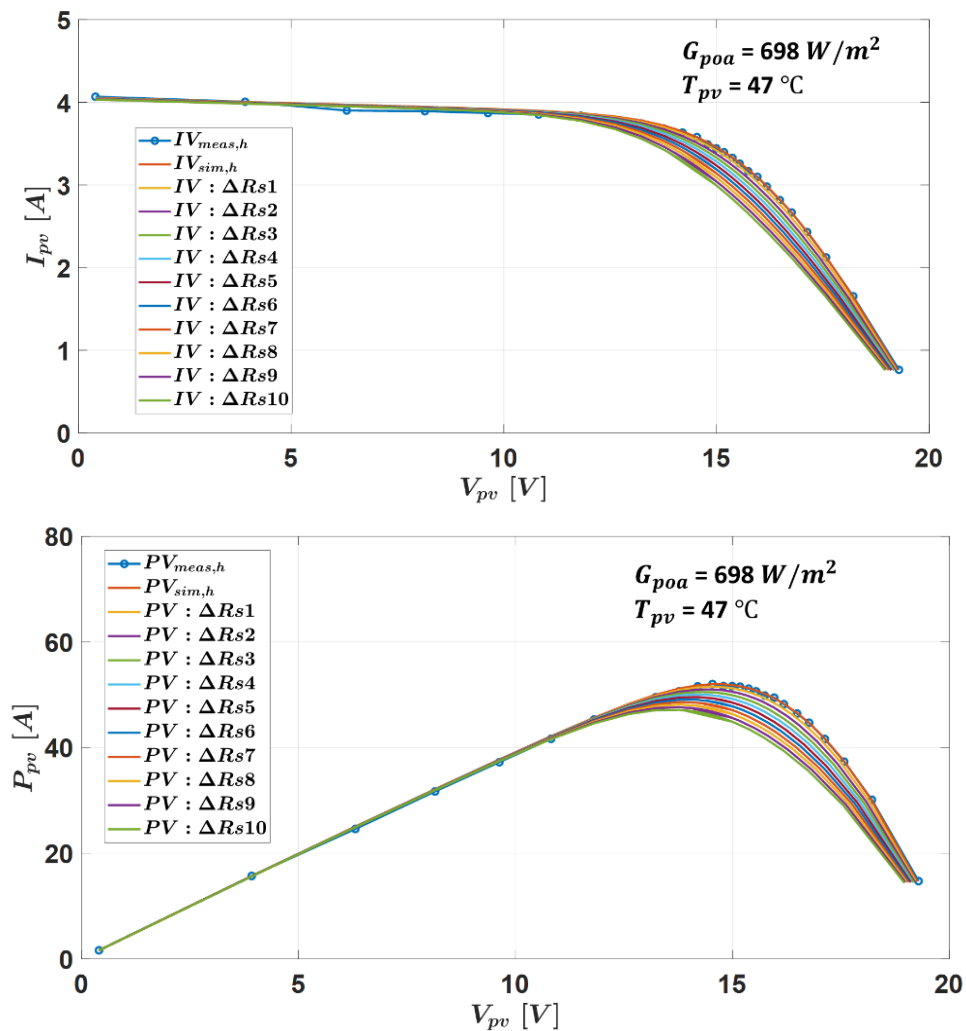 5
4
3
2
1
0
I_pv [A]
G_poa = 698 W/m²
T_pv = 47 °C
IV_meas,h
IV_sim,h
IV : ΔRs1
IV : ΔRs2
IV : ΔRs3
IV : ΔRs4
IV : ΔRs5
IV : ΔRs6
IV : ΔRs7
IV : ΔRs8
IV : ΔRs9
IV : ΔRs10
0 5 10 15 20
V_pv [V]
80
60
40
20
0
P_pv [A]
G_poa = 698 W/m²
T_pv = 47 °C
PV_meas,h
PV_sim,h
PV : ΔRs1
PV : ΔRs2
PV : ΔRs3
PV : ΔRs4
PV : ΔRs5
PV : ΔRs6
PV : ΔRs7
PV : ΔRs8
PV : ΔRs9
PV : ΔRs10
0 5 10 15 20
V_pv [V]